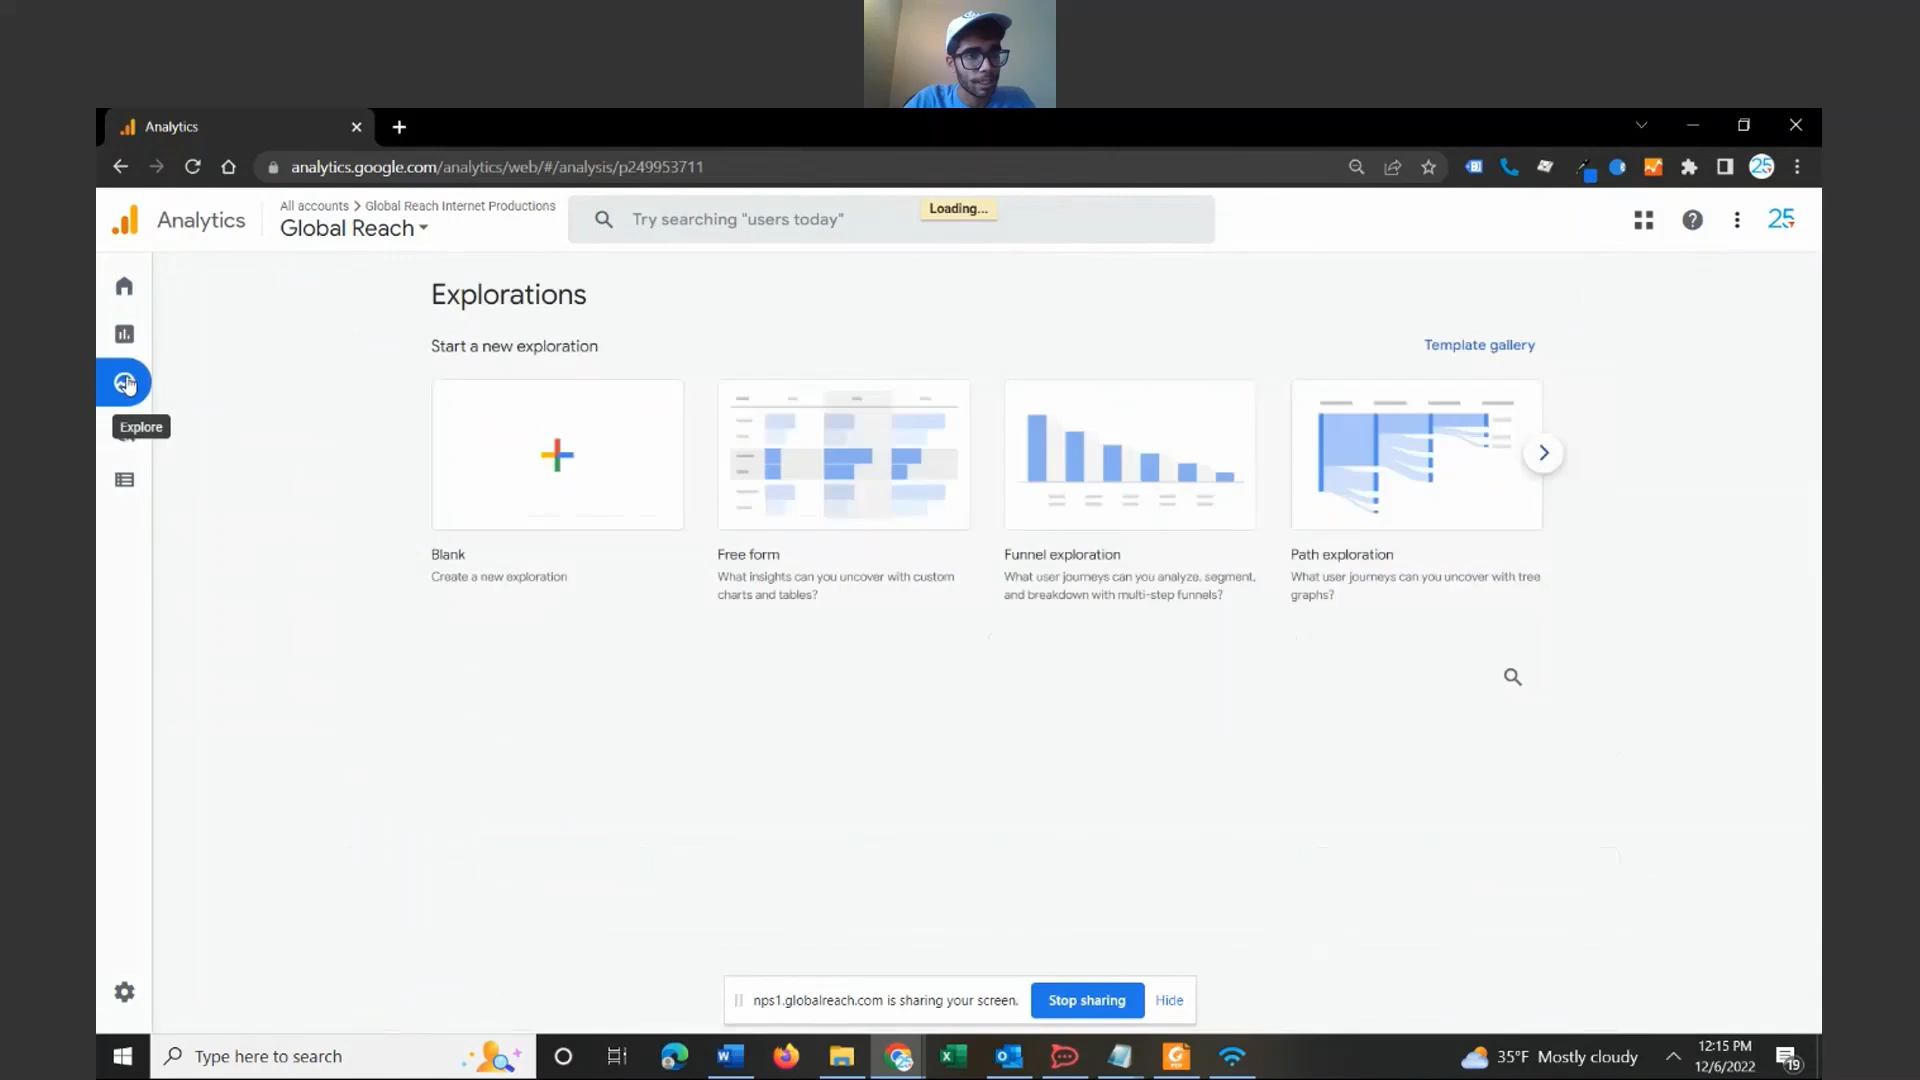 Analytics
analytics.google.com/analytics/web/#/analysis/p249953711
25
Analytics
All accounts > Global Reach Internet Productions
Global Reach
Try searching "users today"
Loading...
25
Explorations
Start a new exploration
Template gallery
Explore
Blank
Create a new exploration
Free form
What insights can you uncover with custom
charts and tables?
Funnel exploration
What user journeys can you analyze, segment,
and breakdown with multi-step funnels?
Path exploration
What user journeys can you uncover with tree
graphs?
nps1.globalreach.com is sharing your screen.
Stop sharing
Hide
Type here to search
35°F Mostly cloudy
12:15 PM
12/6/2022
19